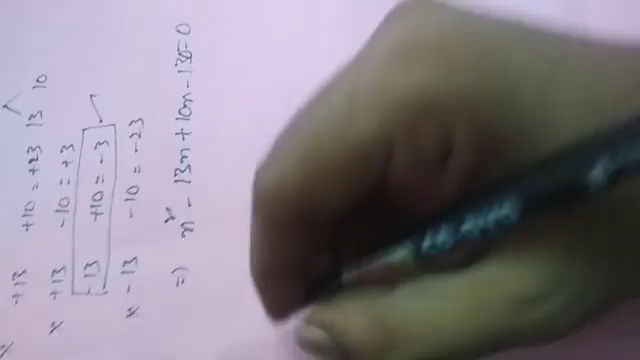 13 10
x +13 +10 = +23
x +13 -10 = +3
-13 +10 = -3 ✓
x -13 -10 = -23
=) x² - 13x + 10x - 130 = 0